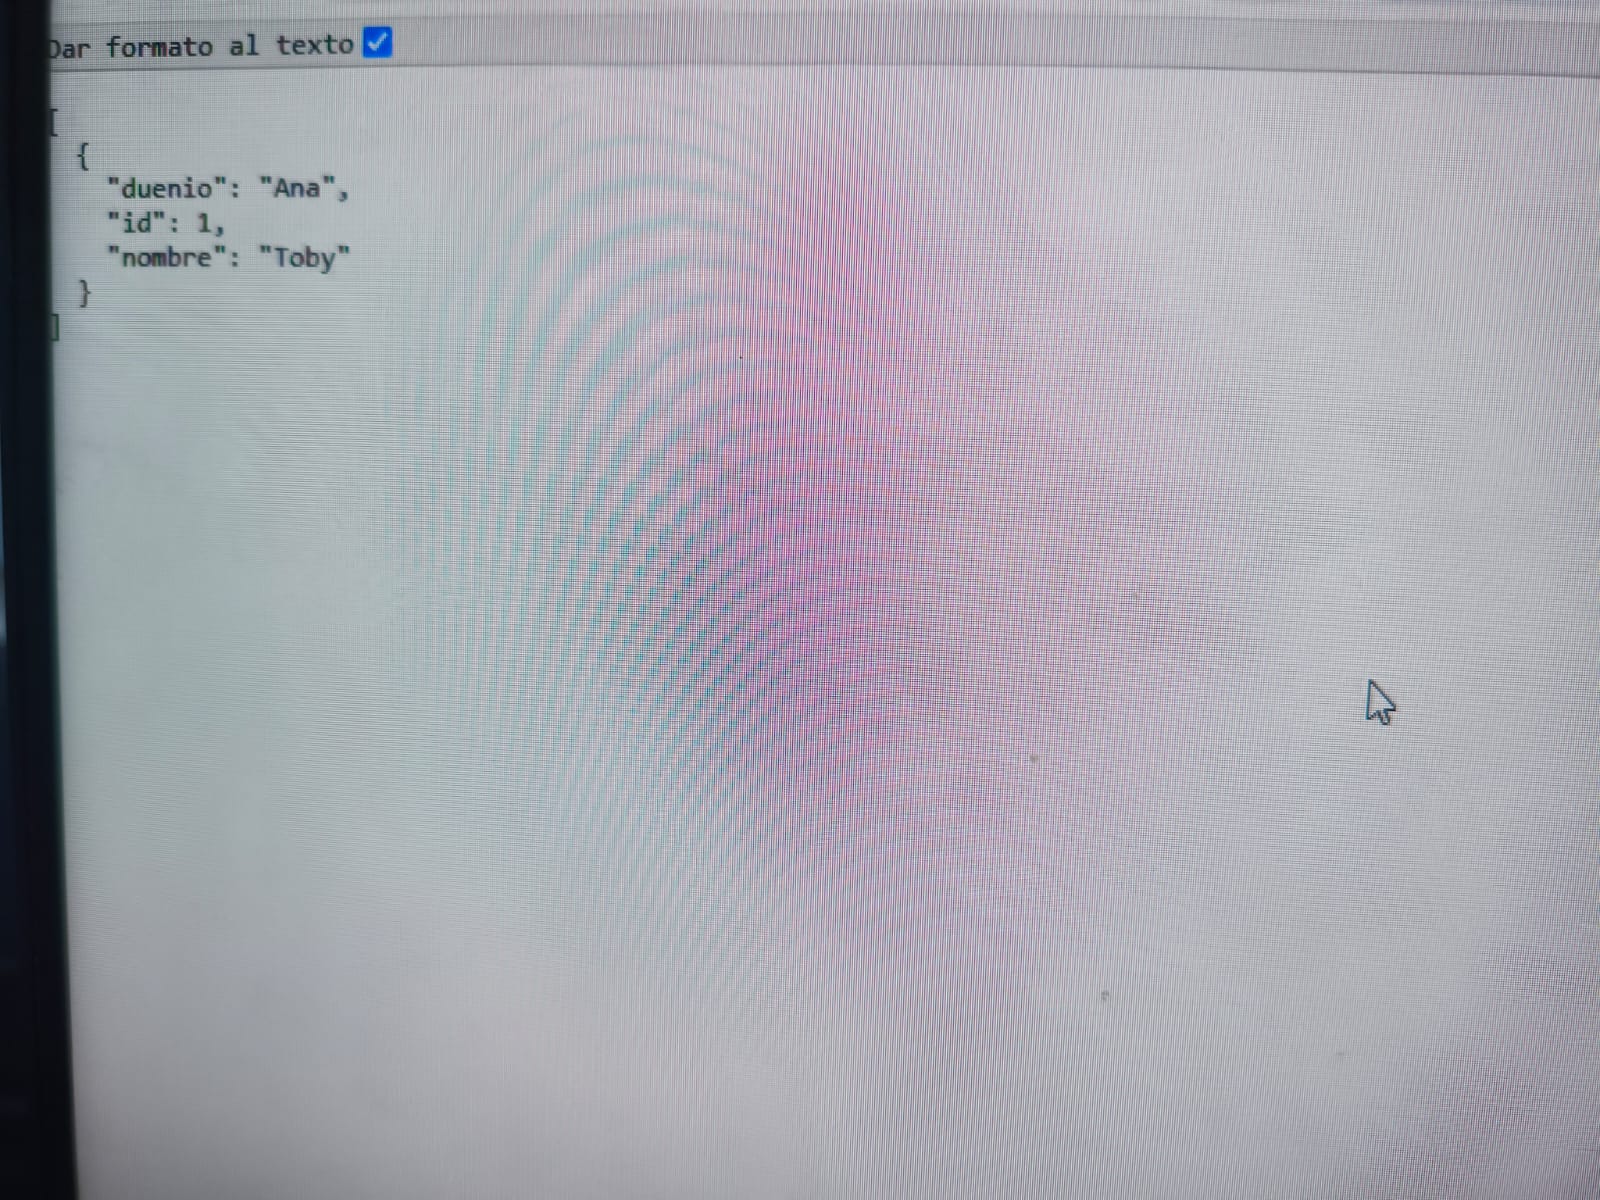 Dar formato al texto
[
{
"duenio": "Ana",
"id": 1,
"nombre": "Toby"
}
]